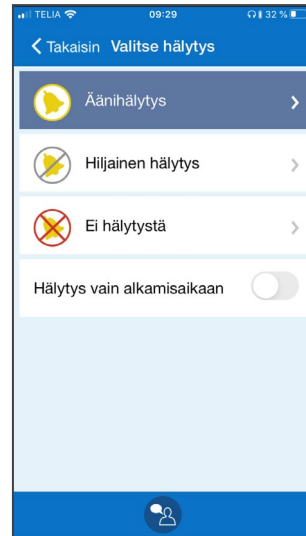 TELIA 09:29 32 %
Takaisin Valitse hälytys
Äänihälytys
Hiljainen hälytys
Ei hälytystä
Hälytys vain alkamisaikaan